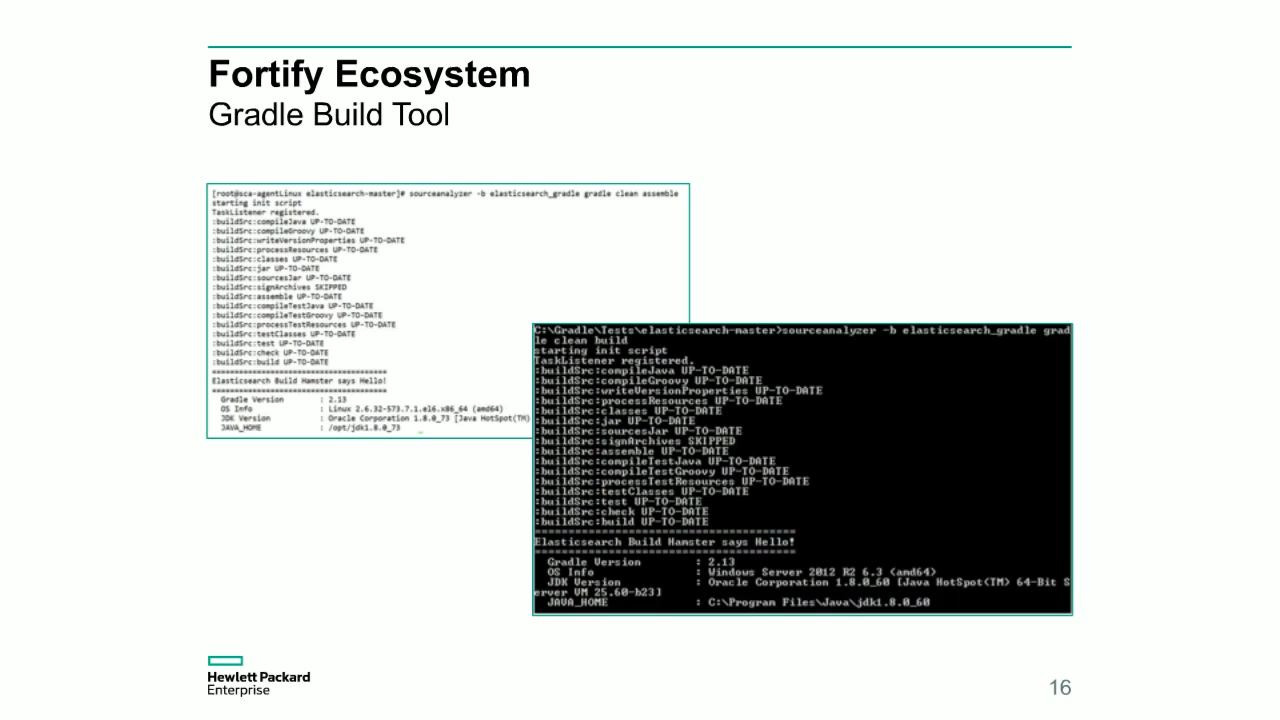 Fortify Ecosystem
Gradle Build Tool
[root@sca-agentLinux elasticsearch-master]# sourceanalyzer -b elasticsearch_gradle gradle clean assemble
starting init script
TaskListener registered.
:buildSrc:compileJava UP-TO-DATE
:buildSrc:compileGroovy UP-TO-DATE
:buildSrc:writeVersionProperties UP-TO-DATE
:buildSrc:processResources UP-TO-DATE
:buildSrc:classes UP-TO-DATE
:buildSrc:jar UP-TO-DATE
:buildSrc:sourcesJar UP-TO-DATE
:buildSrc:signArchives SKIPPED
:buildSrc:assemble UP-TO-DATE
:buildSrc:compileTestJava UP-TO-DATE
:buildSrc:compileTestGroovy UP-TO-DATE
:buildSrc:processTestResources UP-TO-DATE
:buildSrc:testClasses UP-TO-DATE
:buildSrc:test UP-TO-DATE
:buildSrc:check UP-TO-DATE
:buildSrc:build UP-TO-DATE
=======================================
Elasticsearch Build Hamster says Hello!
=======================================
Gradle Version : 2.13
OS Info : Linux 2.6.32-573.7.1.el6.x86_64 (amd64)
JDK Version : Oracle Corporation 1.8.0_73 [Java HotSpot(TM)
JAVA_HOME : /opt/jdk1.8.0_73
C:\Gradle\Tests\elasticsearch-master>sourceanalyzer -b elasticsearch_gradle grad
le clean build
starting init script
TaskListener registered.
:buildSrc:compileJava UP-TO-DATE
:buildSrc:compileGroovy UP-TO-DATE
:buildSrc:writeVersionProperties UP-TO-DATE
:buildSrc:processResources UP-TO-DATE
:buildSrc:classes UP-TO-DATE
:buildSrc:jar UP-TO-DATE
:buildSrc:sourcesJar UP-TO-DATE
:buildSrc:signArchives SKIPPED
:buildSrc:assemble UP-TO-DATE
:buildSrc:compileTestJava UP-TO-DATE
:buildSrc:compileTestGroovy UP-TO-DATE
:buildSrc:processTestResources UP-TO-DATE
:buildSrc:testClasses UP-TO-DATE
:buildSrc:test UP-TO-DATE
:buildSrc:check UP-TO-DATE
:buildSrc:build UP-TO-DATE
=======================================
Elasticsearch Build Hamster says Hello!
=======================================
Gradle Version : 2.13
OS Info : Windows Server 2012 R2 6.3 (amd64)
JDK Version : Oracle Corporation 1.8.0_60 [Java HotSpot(TM) 64-Bit S
erver VM 25.60-b23]
JAVA_HOME : C:\Program Files\Java\jdk1.8.0_60
Hewlett Packard
Enterprise
16